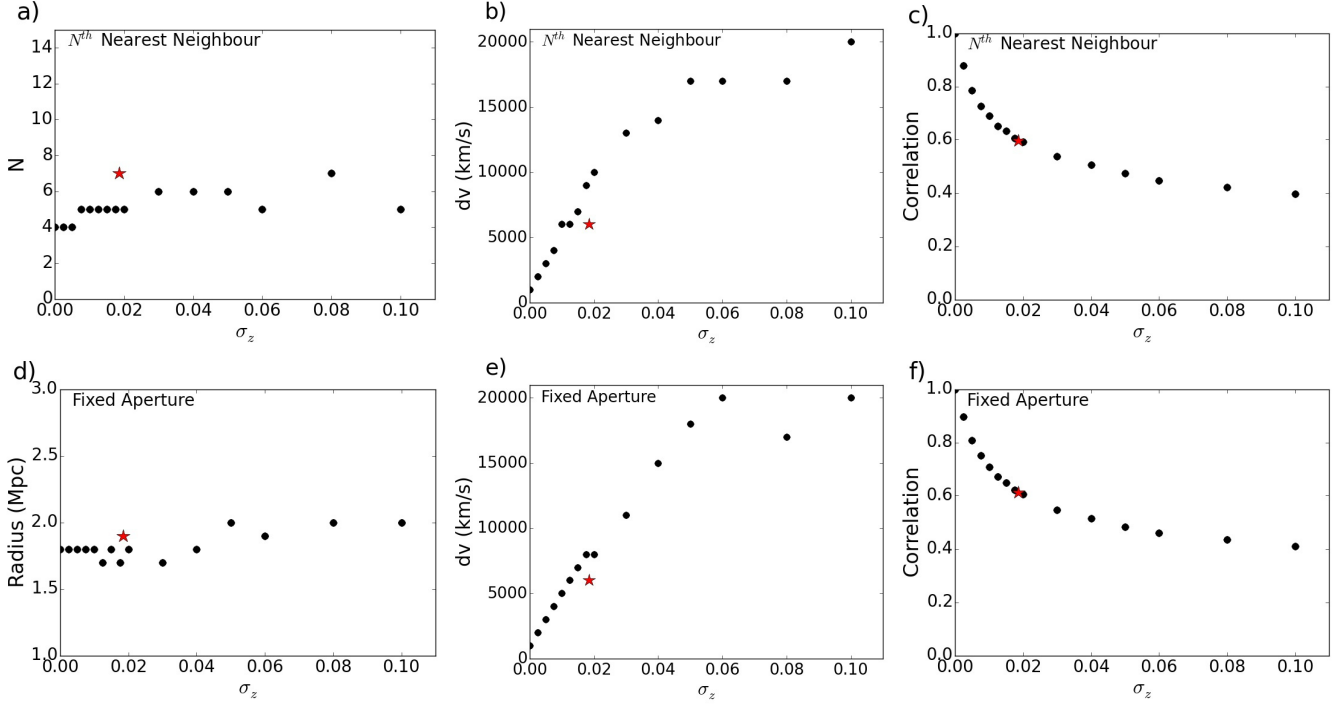 a)
N^th Nearest Neighbour
14
12
10
8
6
4
2
0
N
0.00 0.02 0.04 0.06 0.08 0.10
σ_z
b)
N^th Nearest Neighbour
20000
15000
10000
5000
0
dv (km/s)
0.00 0.02 0.04 0.06 0.08 0.10
σ_z
c)
N^th Nearest Neighbour
1.0
0.8
0.6
0.4
0.2
0.0
Correlation
0.00 0.02 0.04 0.06 0.08 0.10
σ_z
d)
Fixed Aperture
3.0
2.5
2.0
1.5
1.0
Radius (Mpc)
0.00 0.02 0.04 0.06 0.08 0.10
σ_z
e)
Fixed Aperture
20000
15000
10000
5000
0
dv (km/s)
0.00 0.02 0.04 0.06 0.08 0.10
σ_z
f)
Fixed Aperture
1.0
0.8
0.6
0.4
0.2
0.0
Correlation
0.00 0.02 0.04 0.06 0.08 0.10
σ_z